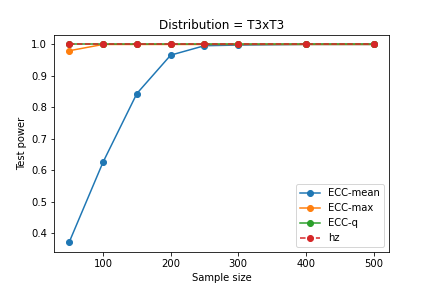 Distribution = T3xT3
Test power
1.0
0.9
0.8
0.7
0.6
0.5
0.4
100
200
300
400
500
Sample size
ECC-mean
ECC-max
ECC-q
hz